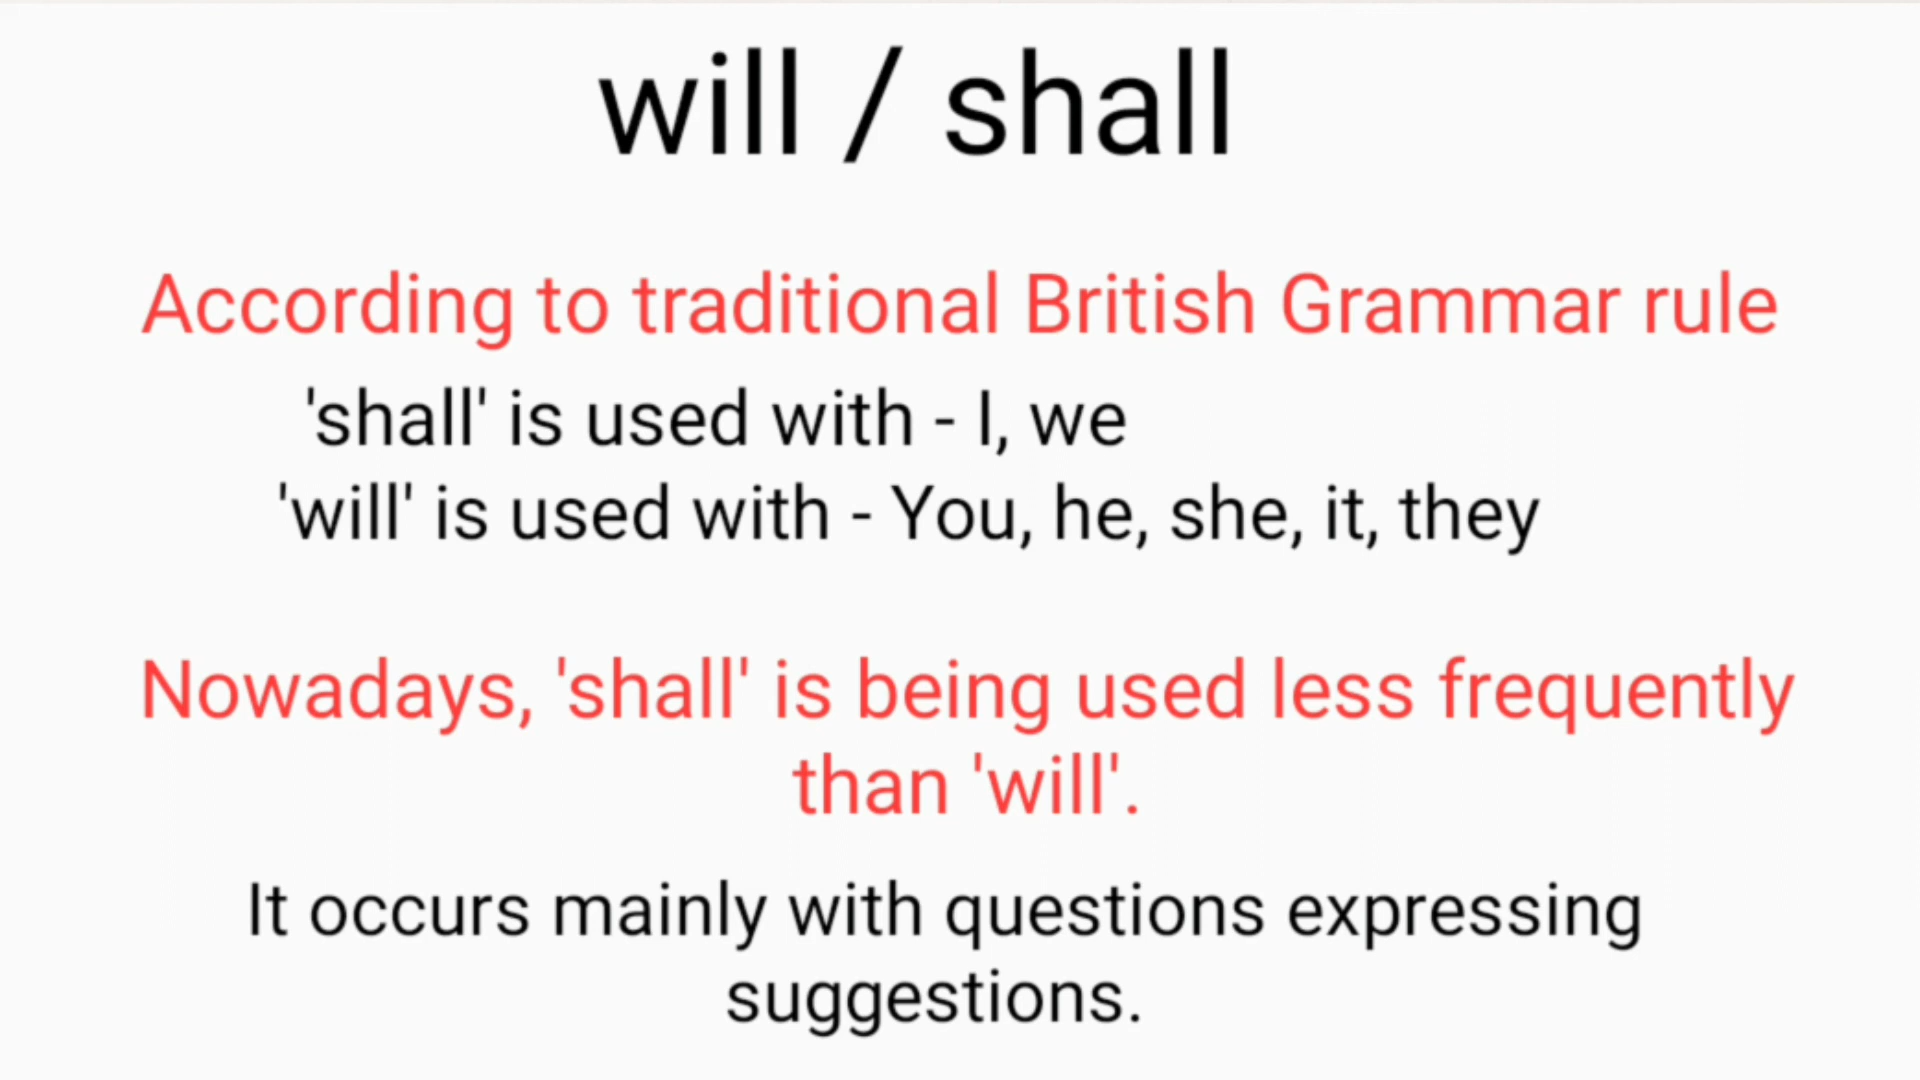 will / shall
According to traditional British Grammar rule
'shall' is used with - I, we
'will' is used with - You, he, she, it, they
Nowadays, 'shall' is being used less frequently
than 'will'.
It occurs mainly with questions expressing
suggestions.